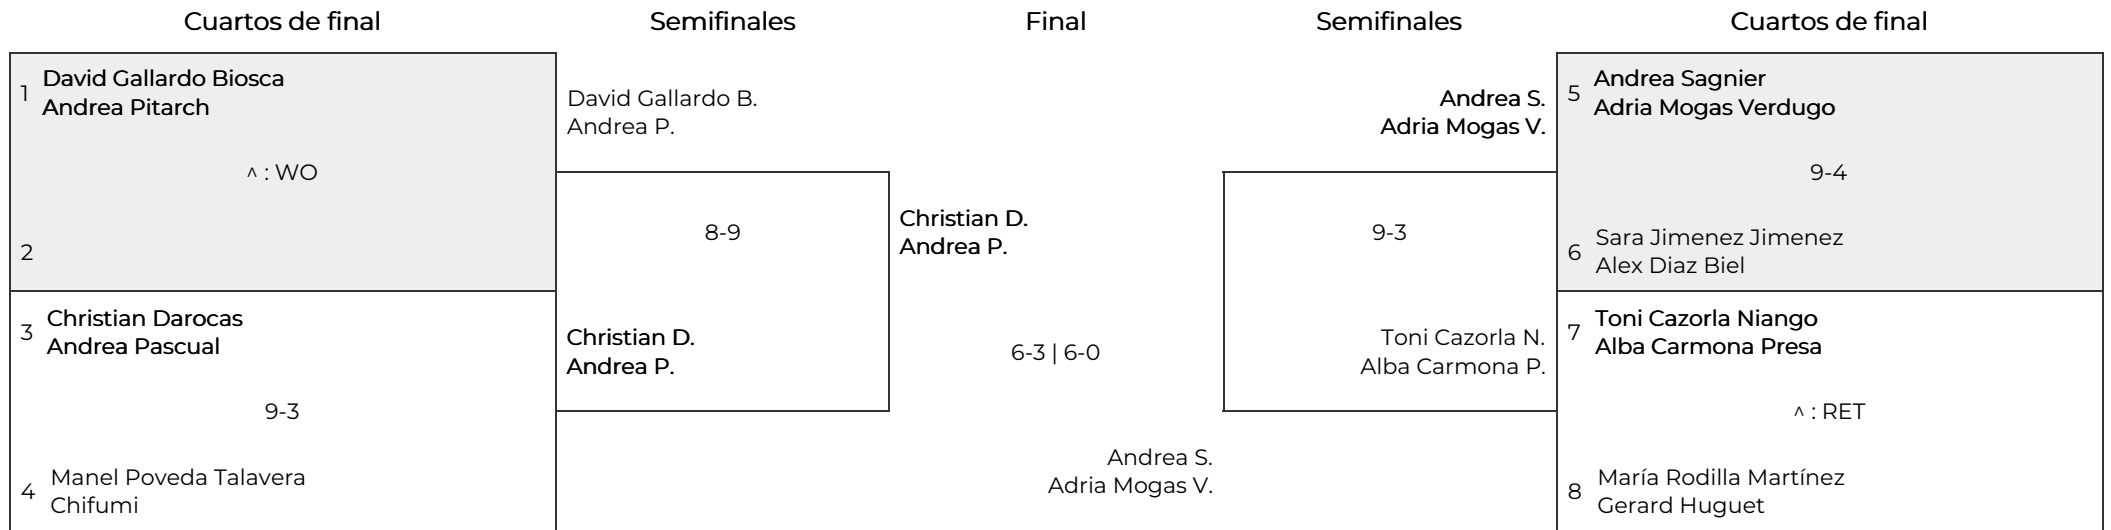 Cuartos de final
Semifinales
Final
Semifinales
Cuartos de final
1
David Gallardo Biosca
Andrea Pitarch
^ : WO
2
3
Christian Darocas
Andrea Pascual
9-3
4
Manel Poveda Talavera
Chifumi
David Gallardo B.
Andrea P.
8-9
Christian D.
Andrea P.
Christian D.
Andrea P.
6-3 | 6-0
Andrea S.
Adria Mogas V.
Andrea S.
Adria Mogas V.
9-3
Toni Cazorla N.
Alba Carmona P.
5
Andrea Sagnier
Adria Mogas Verdugo
9-4
6
Sara Jimenez Jimenez
Alex Diaz Biel
7
Toni Cazorla Niango
Alba Carmona Presa
^ : RET
8
María Rodilla Martínez
Gerard Huguet